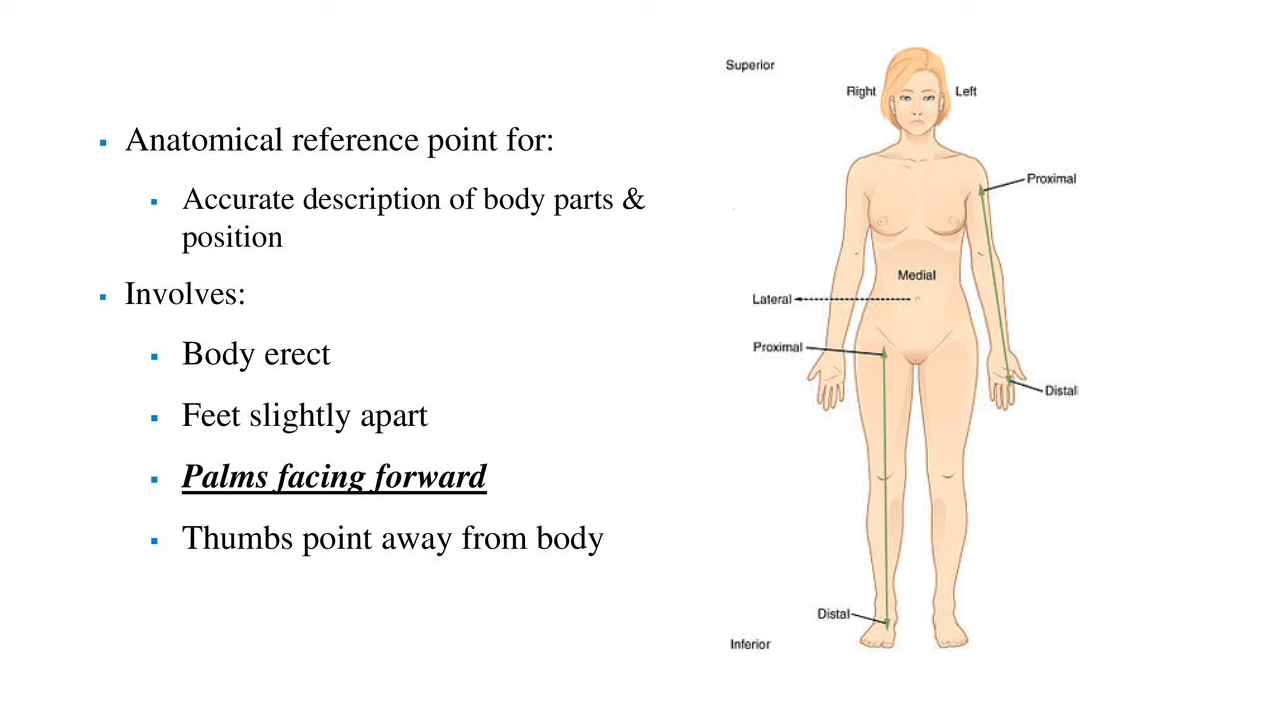 ▪ Anatomical reference point for:
▪ Accurate description of body parts &
position
▪ Involves:
▪ Body erect
▪ Feet slightly apart
▪ Palms facing forward
▪ Thumbs point away from body
Superior
Right
Left
Proximal
Medial
Lateral
Proximal
Distal
Distal
Inferior